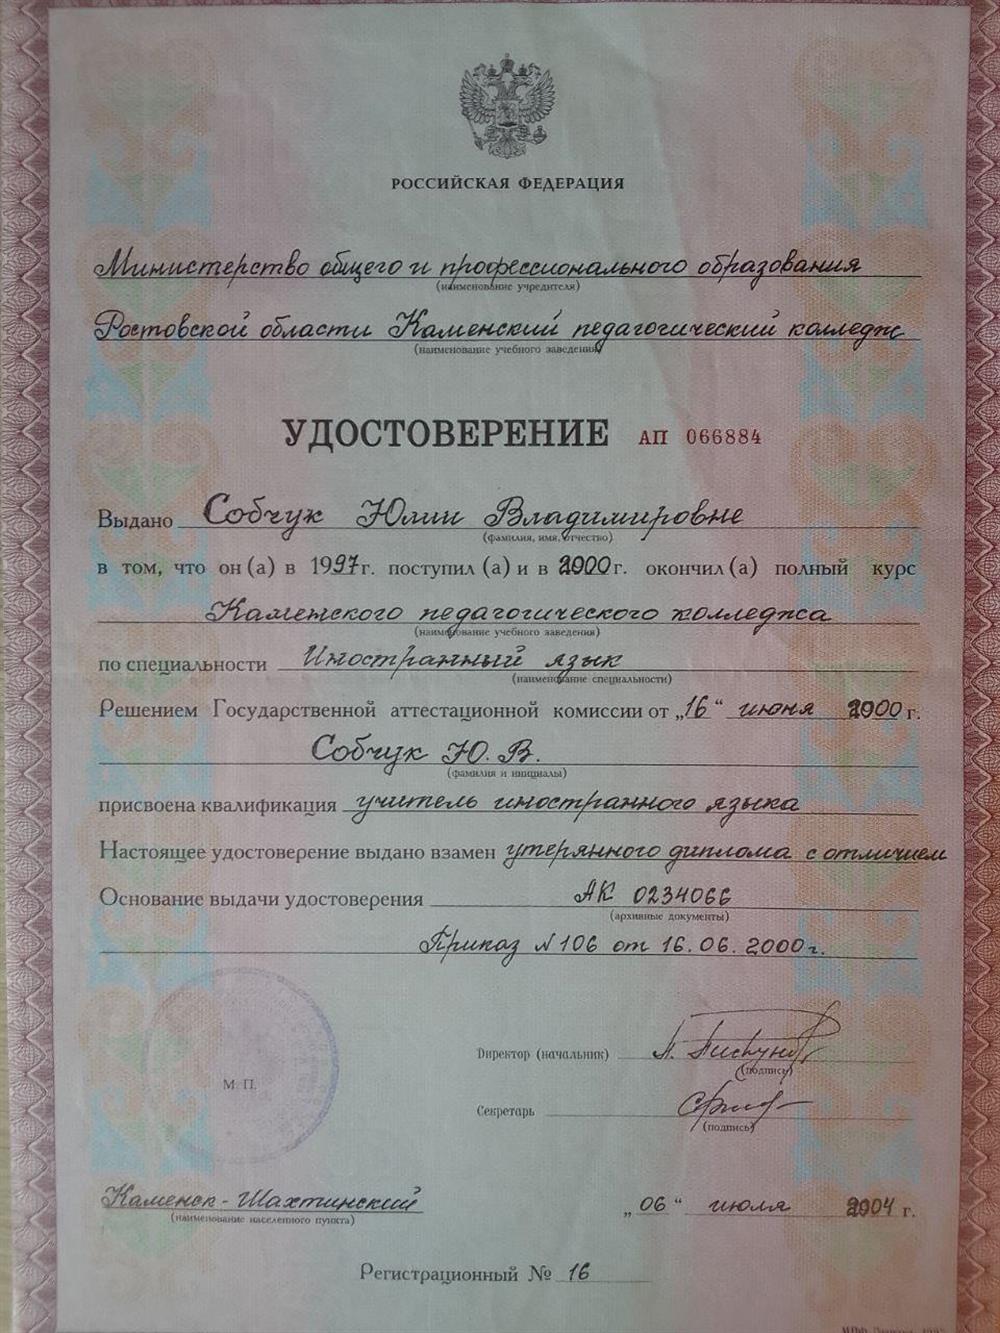 РОССИЙСКАЯ ФЕДЕРАЦИЯ
Министерство общего и профессионального образования
(наименование учредителя)
Ростовской области Каменский педагогический колледж
(наименование учебного заведения)
УДОСТОВЕРЕНИЕ АП 066884
Выдано Собчук Юлии Владимировне
(фамилия, имя, отчество)
в том, что он (а) в 1997г. поступил (а) и в 2000г. окончил (а) полный курс
Каменского педагогического колледжа
(наименование учебного заведения)
по специальности Иностранный язык
(наименование специальности)
Решением Государственной аттестационной комиссии от „16“ июня 2000г.
Собчук Ю. В.
(фамилия и инициалы)
присвоена квалификация учитель иностранного языка
Настоящее удостоверение выдано взамен утерянного диплома с отличием
Основание выдачи удостоверения АК 0234066
(архивные документы)
Приказ N106 от 16.06.2000г.
Директор (начальник)
(подпись)
М. П.
Секретарь
(подпись)
Каменск-Шахтинский „06“ июля 2004 г.
(наименование населенного пункта)
Регистрационный № 16